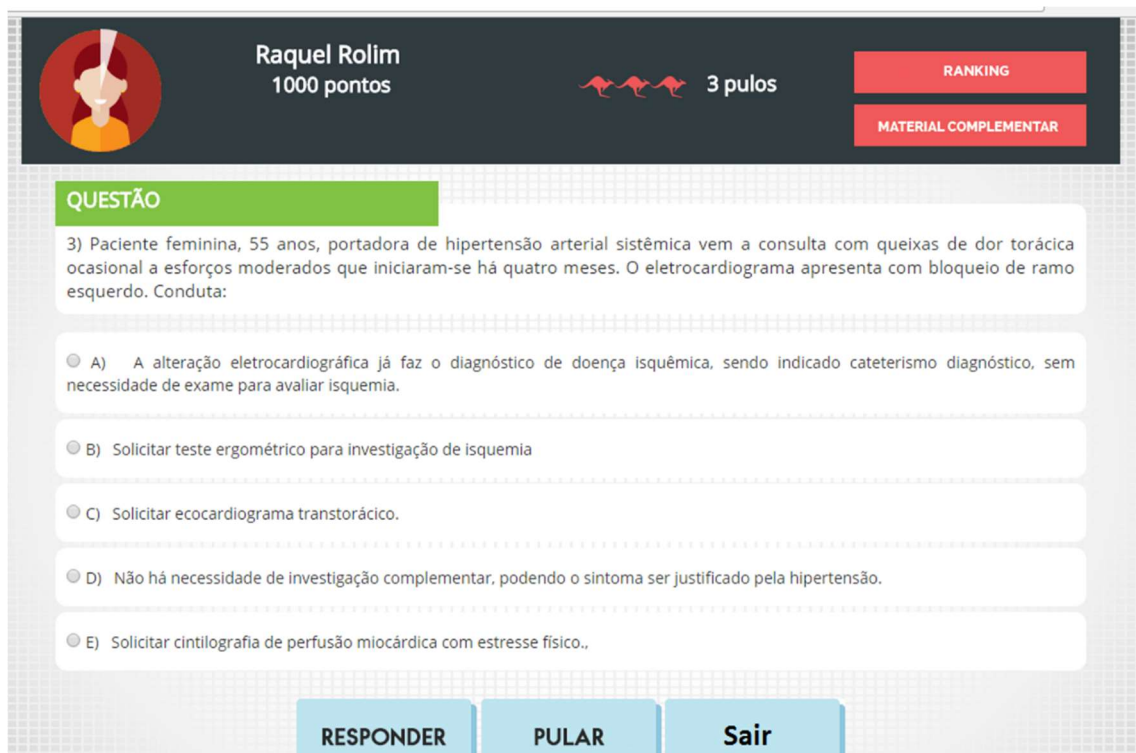 Raquel Rolim
1000 pontos
3 pulos
RANKING
MATERIAL COMPLEMENTAR
QUESTÃO
3) Paciente feminina, 55 anos, portadora de hipertensão arterial sistêmica vem a consulta com queixas de dor torácica
ocasional a esforços moderados que iniciaram-se há quatro meses. O eletrocardiograma apresenta com bloqueio de ramo
esquerdo. Conduta:
A) A alteração eletrocardiográfica já faz o diagnóstico de doença isquêmica, sendo indicado cateterismo diagnóstico, sem
necessidade de exame para avaliar isquemia.
B) Solicitar teste ergométrico para investigação de isquemia
C) Solicitar ecocardiograma transtorácico.
D) Não há necessidade de investigação complementar, podendo o sintoma ser justificado pela hipertensão.
E) Solicitar cintilografia de perfusão miocárdica com estresse físico.,
RESPONDER
PULAR
Sair